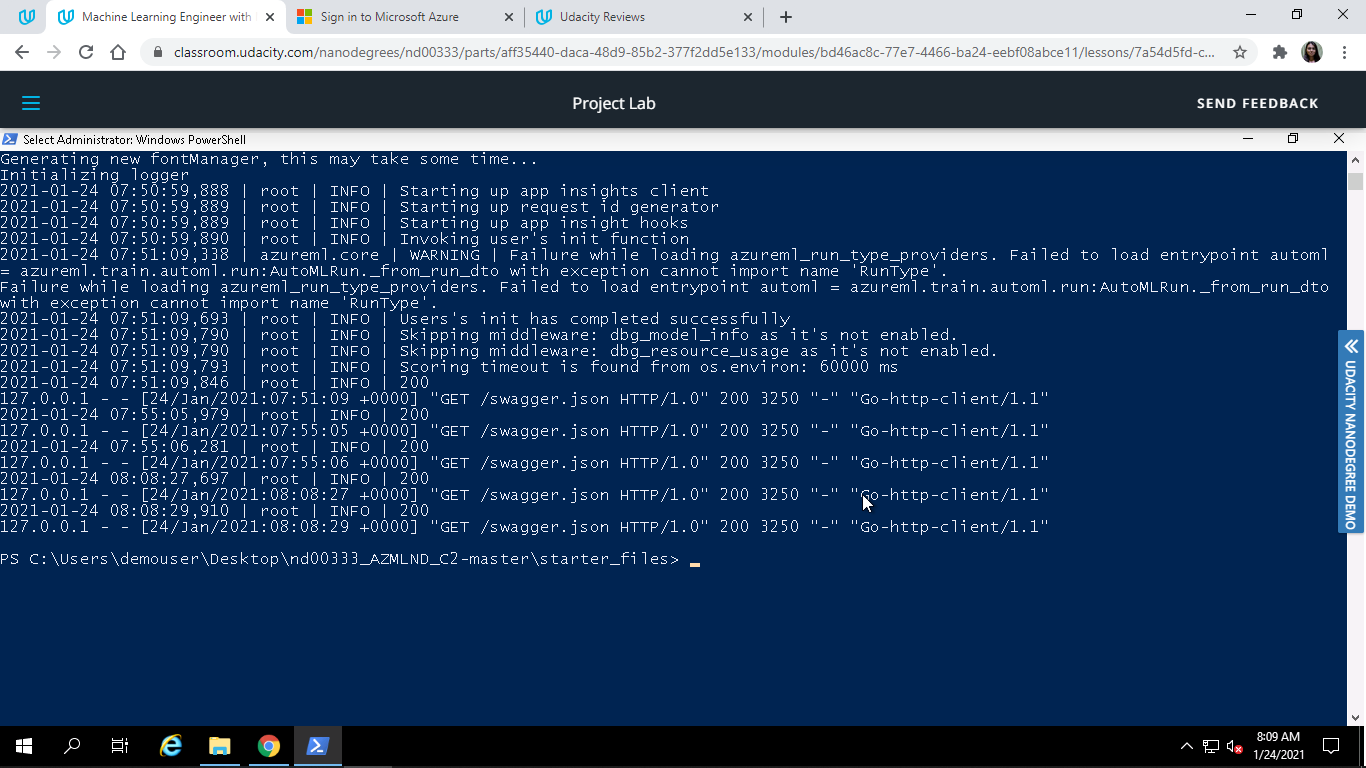 Machine Learning Engineer with
Sign in to Microsoft Azure
Udacity Reviews
classroom.udacity.com/nanodegrees/nd00333/parts/aff35440-daca-48d9-85b2-377f2dd5e133/modules/bd46ac8c-77e7-4466-ba24-eebf08abce11/lessons/7a54d5fd-c...
Project Lab
SEND FEEDBACK
Select Administrator: Windows PowerShell
Generating new fontManager, this may take some time...
Initializing logger
2021-01-24 07:50:59,888 | root | INFO | Starting up app insights client
2021-01-24 07:50:59,889 | root | INFO | Starting up request id generator
2021-01-24 07:50:59,889 | root | INFO | Starting up app insight hooks
2021-01-24 07:50:59,890 | root | INFO | Invoking user's init function
2021-01-24 07:51:09,338 | azureml.core | WARNING | Failure while loading azureml_run_type_providers. Failed to load entrypoint automl
= azureml.train.automl.run:AutoMLRun._from_run_dto with exception cannot import name 'RunType'.
Failure while loading azureml_run_type_providers. Failed to load entrypoint automl = azureml.train.automl.run:AutoMLRun._from_run_dto
with exception cannot import name 'RunType'.
2021-01-24 07:51:09,693 | root | INFO | Users's init has completed successfully
2021-01-24 07:51:09,790 | root | INFO | Skipping middleware: dbg_model_info as it's not enabled.
2021-01-24 07:51:09,790 | root | INFO | Skipping middleware: dbg_resource_usage as it's not enabled.
2021-01-24 07:51:09,793 | root | INFO | Scoring timeout is found from os.environ: 60000 ms
2021-01-24 07:51:09,846 | root | INFO | 200
127.0.0.1 - - [24/Jan/2021:07:51:09 +0000] "GET /swagger.json HTTP/1.0" 200 3250 "-" "Go-http-client/1.1"
2021-01-24 07:55:05,979 | root | INFO | 200
127.0.0.1 - - [24/Jan/2021:07:55:05 +0000] "GET /swagger.json HTTP/1.0" 200 3250 "-" "Go-http-client/1.1"
2021-01-24 07:55:06,281 | root | INFO | 200
127.0.0.1 - - [24/Jan/2021:07:55:06 +0000] "GET /swagger.json HTTP/1.0" 200 3250 "-" "Go-http-client/1.1"
2021-01-24 08:08:27,697 | root | INFO | 200
127.0.0.1 - - [24/Jan/2021:08:08:27 +0000] "GET /swagger.json HTTP/1.0" 200 3250 "-" "Go-http-client/1.1"
2021-01-24 08:08:29,910 | root | INFO | 200
127.0.0.1 - - [24/Jan/2021:08:08:29 +0000] "GET /swagger.json HTTP/1.0" 200 3250 "-" "Go-http-client/1.1"
PS C:\Users\demouser\Desktop\nd00333_AZMLND_C2-master\starter_files>
UDACITY NANODEGREE DEMO
8:09 AM
1/24/2021